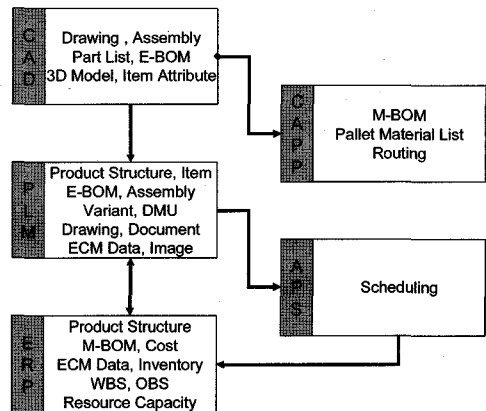 CAD
Drawing , Assembly
Part List, E-BOM
3D Model, Item Attribute
CAPP
M-BOM
Pallet Material List
Routing
PLM
Product Structure, Item
E-BOM, Assembly
Variant, DMU
Drawing, Document
ECM Data, Image
APS
Scheduling
ERP
Product Structure
M-BOM, Cost
ECM Data, Inventory
WBS, OBS
Resource Capacity